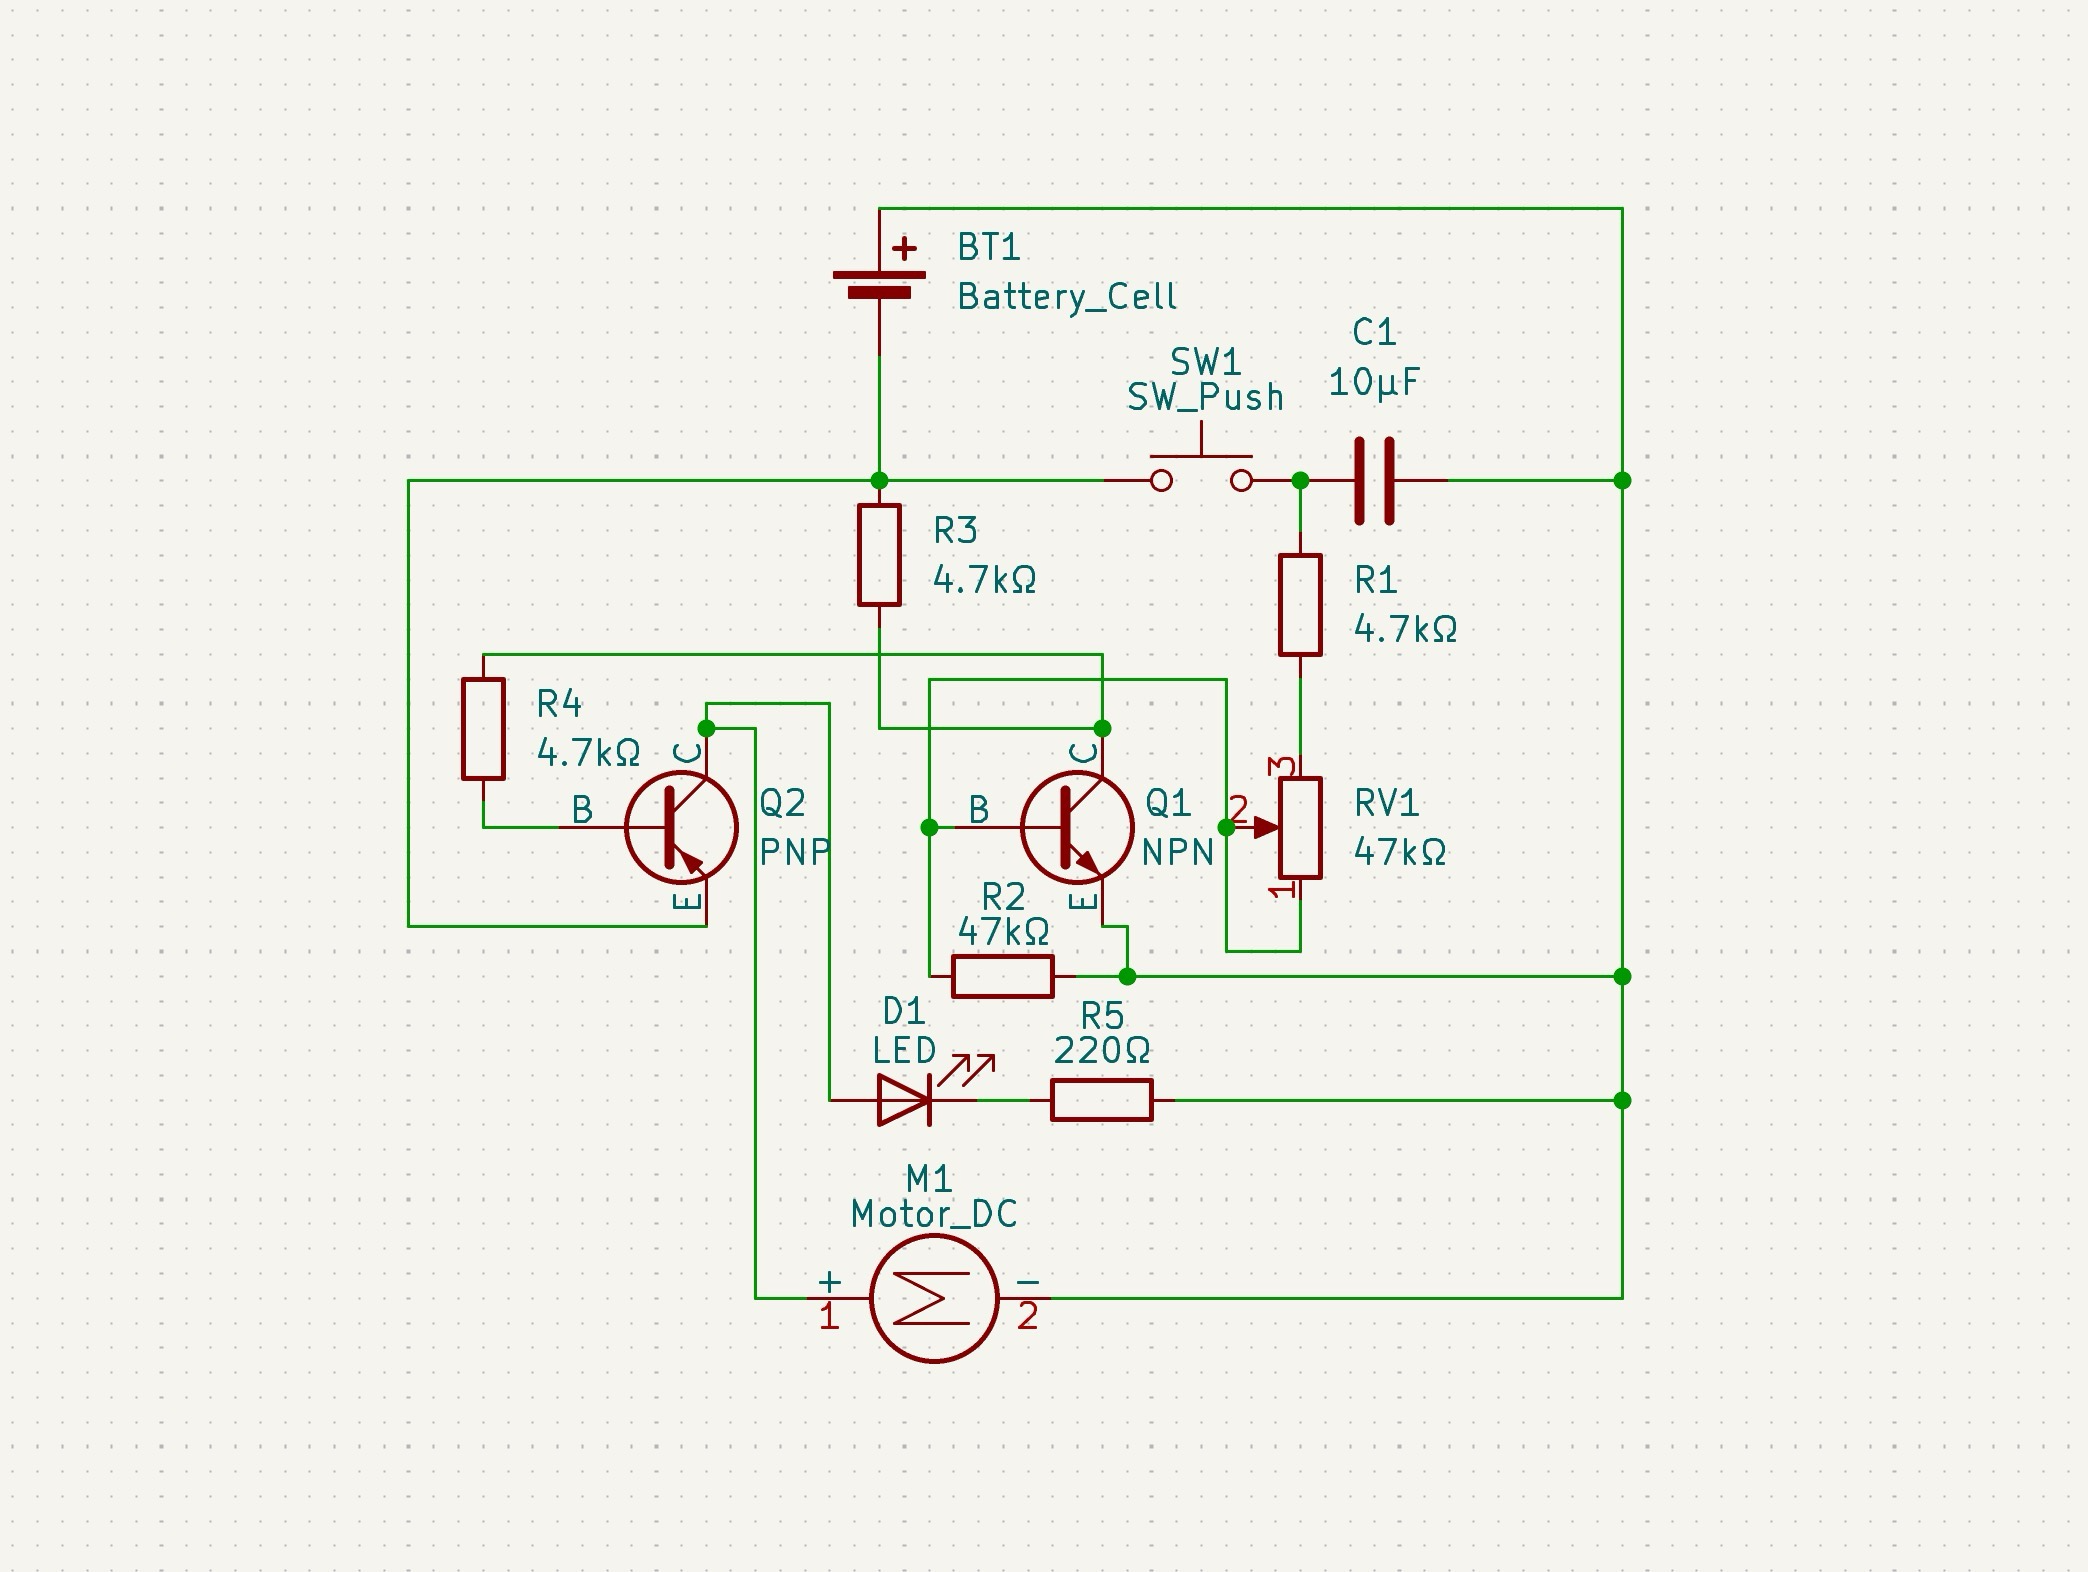 +
BT1
Battery_Cell
C1
10µF
SW1
SW_Push
R3
4.7kΩ
R1
4.7kΩ
R4
4.7kΩ
C
B
Q2
PNP
E
C
B
Q1
NPN
E
3
2
RV1
47kΩ
1
R2
47kΩ
D1
LED
R5
220Ω
M1
Motor_DC
+
1
−
2